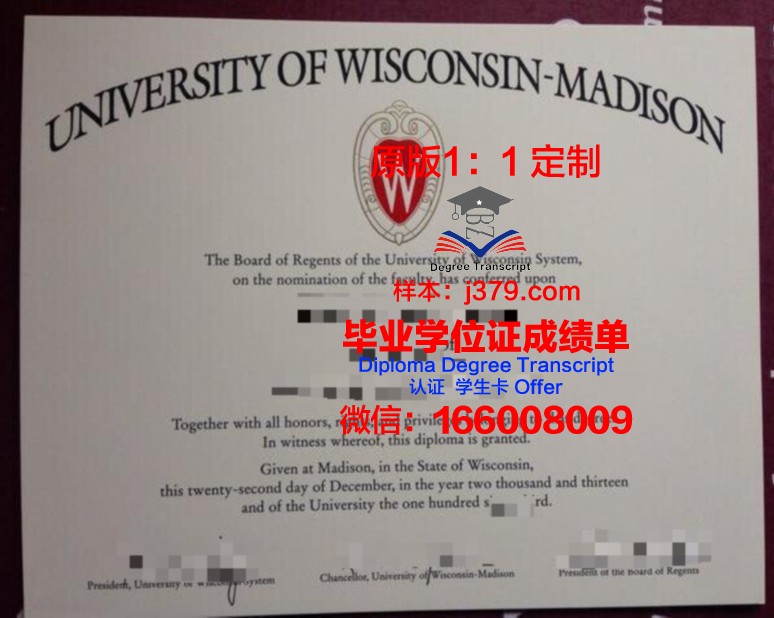 UNIVERSITY OF WISCONSIN-MADISON
原版1：1 定制
W
The Board of Regents of the University of Wisconsin System,
Degree Transcript
on the nomination of the faculty, has conferred upon
样本：j379.com
毕业学位证成绩单
Diploma Degree Transcript
认证 学生卡 Offer
Together with all honors,
微信：166008009
In witness whereof, this diploma is granted.
Given at Madison, in the State of Wisconsin,
this twenty-second day of December, in the year two thousand and thirteen
and of the University the one hundred s rd.
President, University of Wisconsin System
Chancellor, University of Wisconsin-Madison
President of the Board of Regents